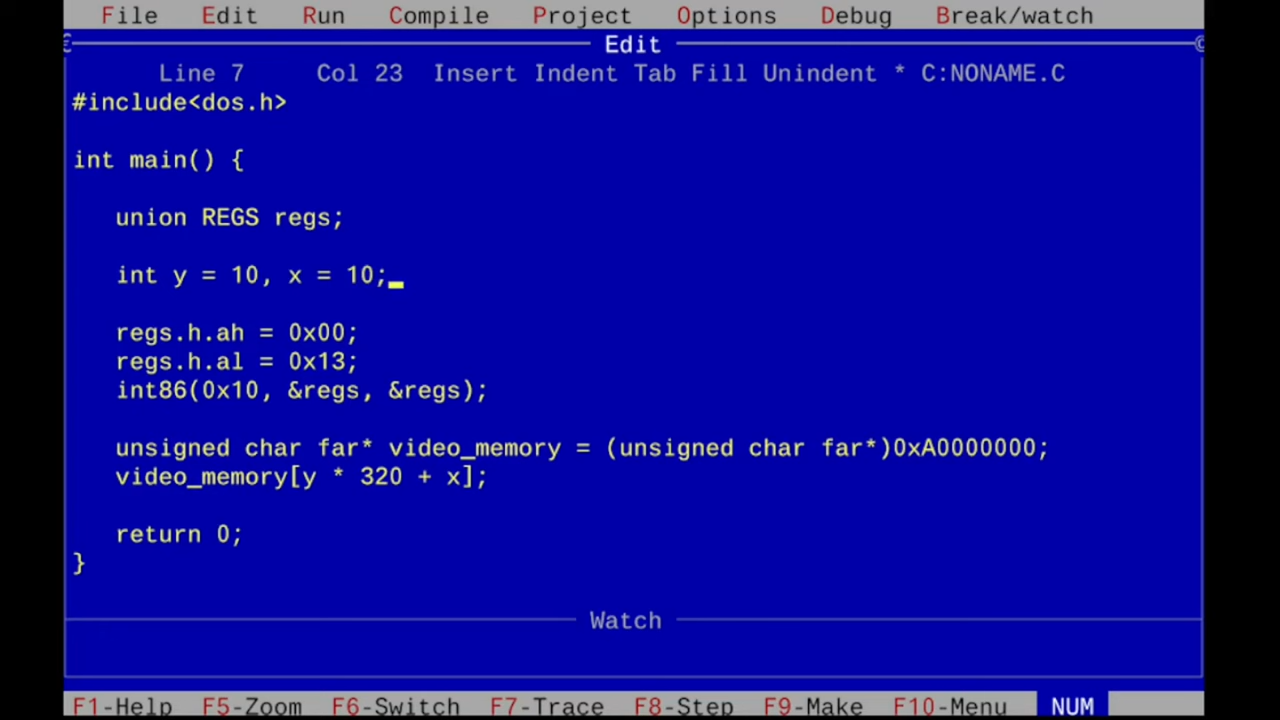 File Edit Run Compile Project Options Debug Break/watch
Edit
Line 7 Col 23 Insert Indent Tab Fill Unindent * C:NONAME.C
#include<dos.h>
int main() {
union REGS regs;
int y = 10, x = 10;
regs.h.ah = 0x00;
regs.h.al = 0x13;
int86(0x10, &regs, &regs);
unsigned char far* video_memory = (unsigned char far*)0xA0000000;
video_memory[y * 320 + x];
return 0;
}
Watch
F1-Help F5-Zoom F6-Switch F7-Trace F8-Step F9-Make F10-Menu NUM